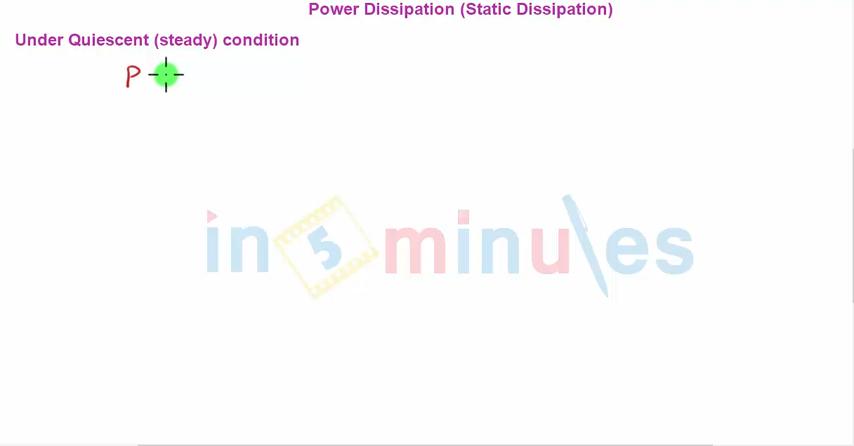 Power Dissipation (Static Dissipation)
Under Quiescent (steady) condition
P
in 5 minutes